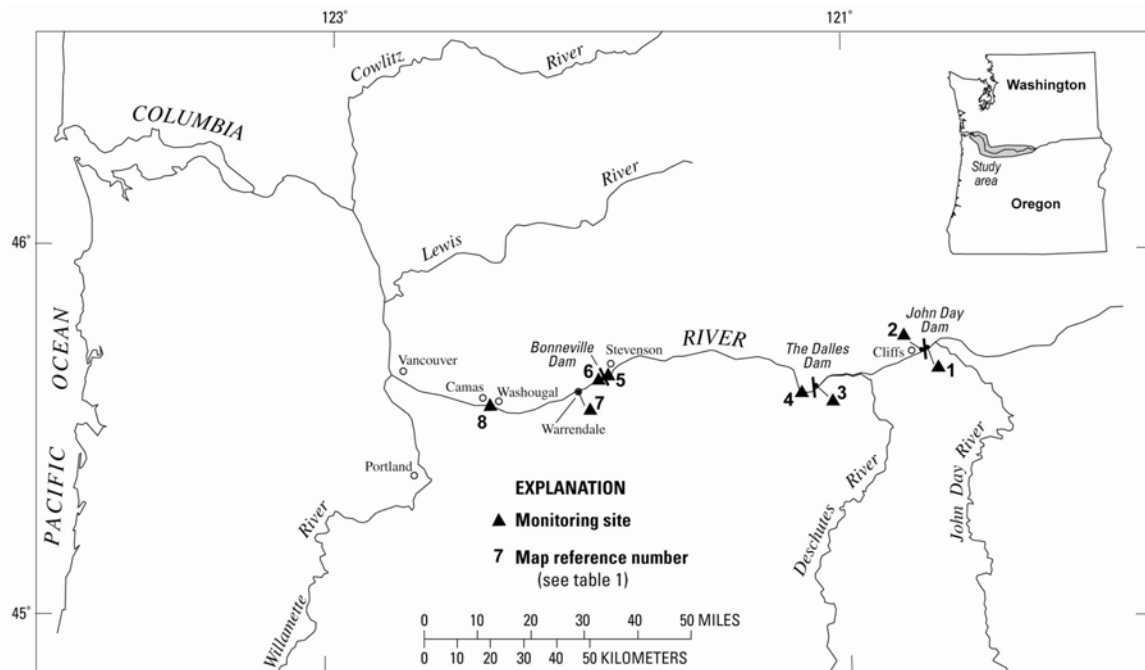 123°
121°
Cowlitz
River
Washington
COLUMBIA
River
Study
area
Oregon
46°
Lewis
PACIFIC OCEAN
RIVER
John Day
Dam
2
Cliffs
1
Bonneville
Dam
Stevenson
The Dalles
Dam
Vancouver
6
5
4
3
Camas
Washougal
8
7
Warrendale
Portland
River
Willamette
Deschutes
River
John Day River
EXPLANATION
Monitoring site
7 Map reference number
(see table 1)
45°
0 10 20 30 40 50 MILES
0 10 20 30 40 50 KILOMETERS